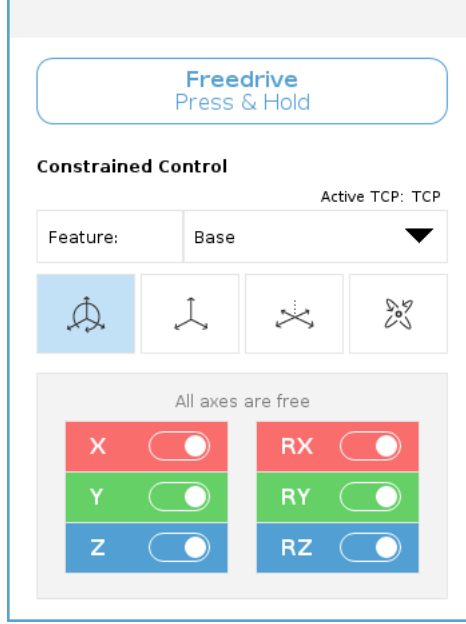 Freedrive
Press & Hold
Constrained Control
Active TCP: TCP
Feature: Base
All axes are free
X RX
Y RY
Z RZ